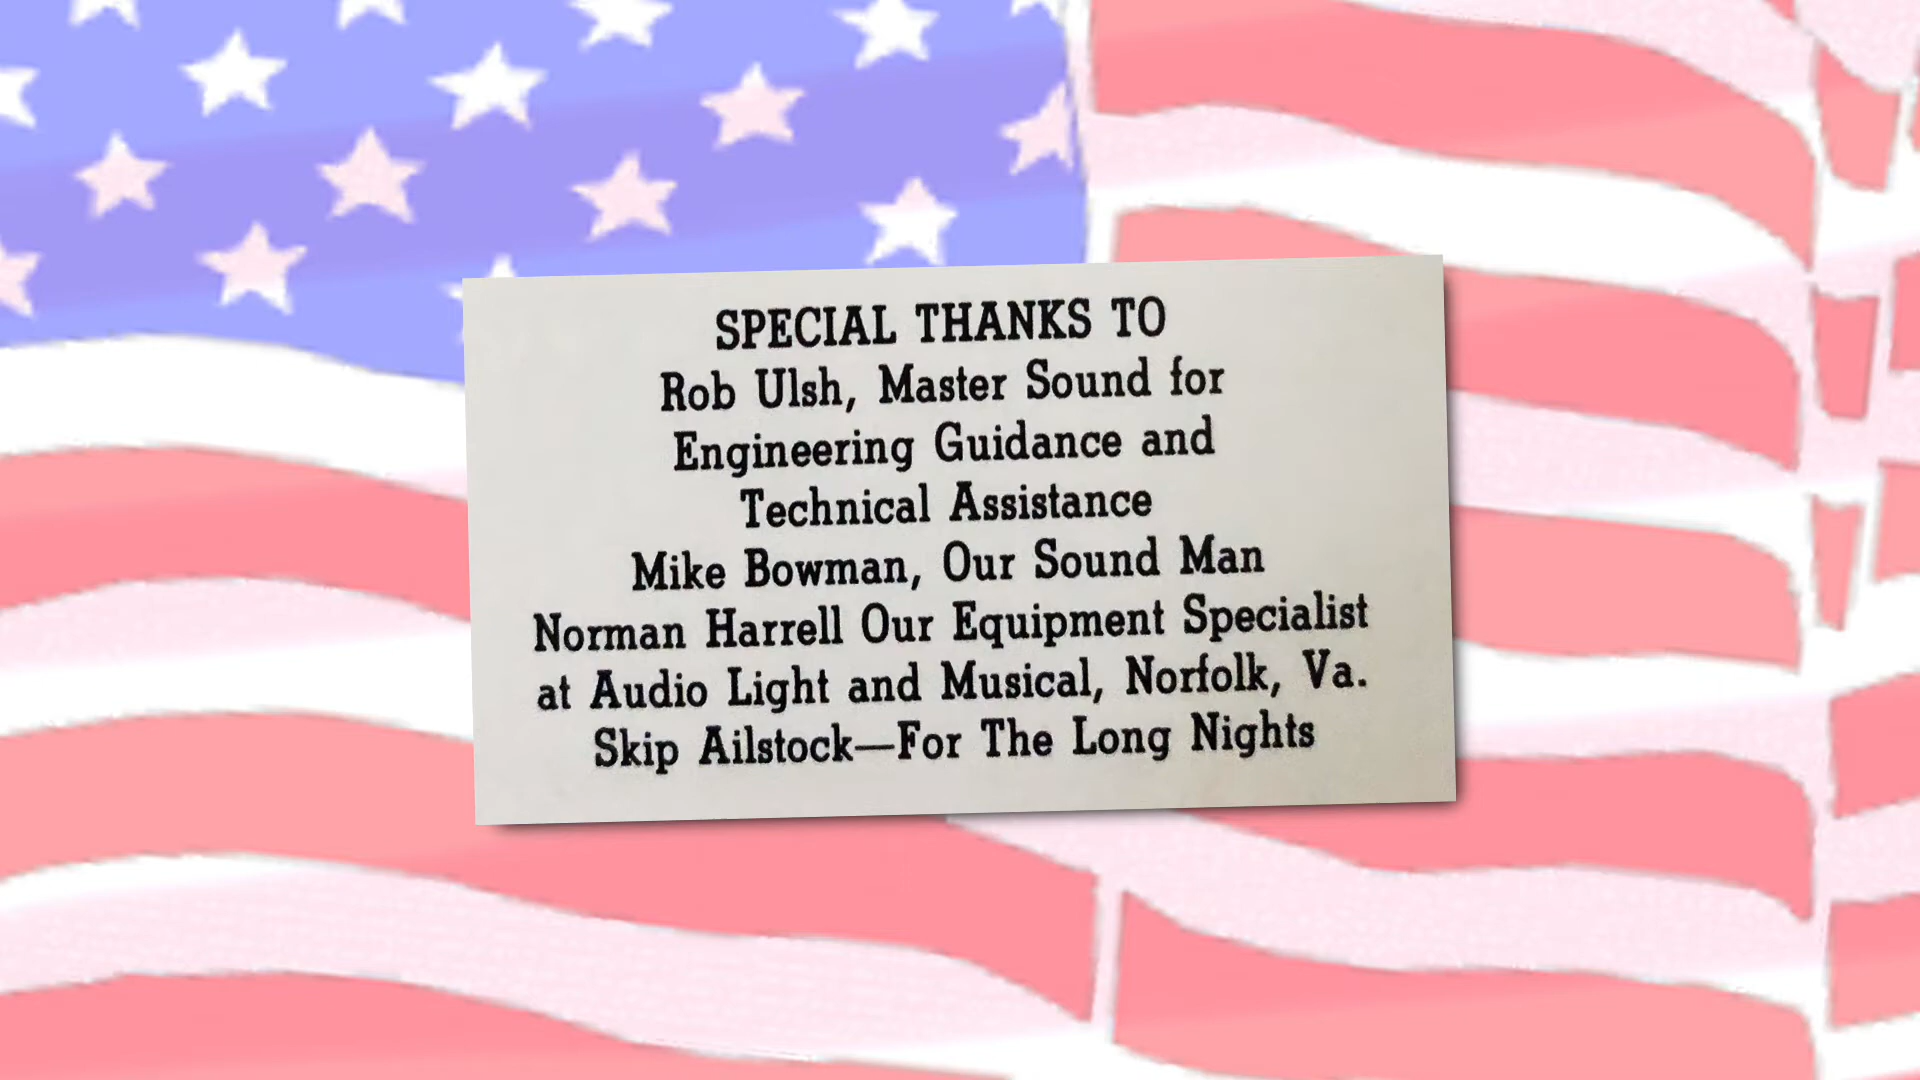 SPECIAL THANKS TO
Rob Ulsh, Master Sound for
Engineering Guidance and
Technical Assistance
Mike Bowman, Our Sound Man
Norman Harrell Our Equipment Specialist
at Audio Light and Musical, Norfolk, Va.
Skip Ailstock—For The Long Nights